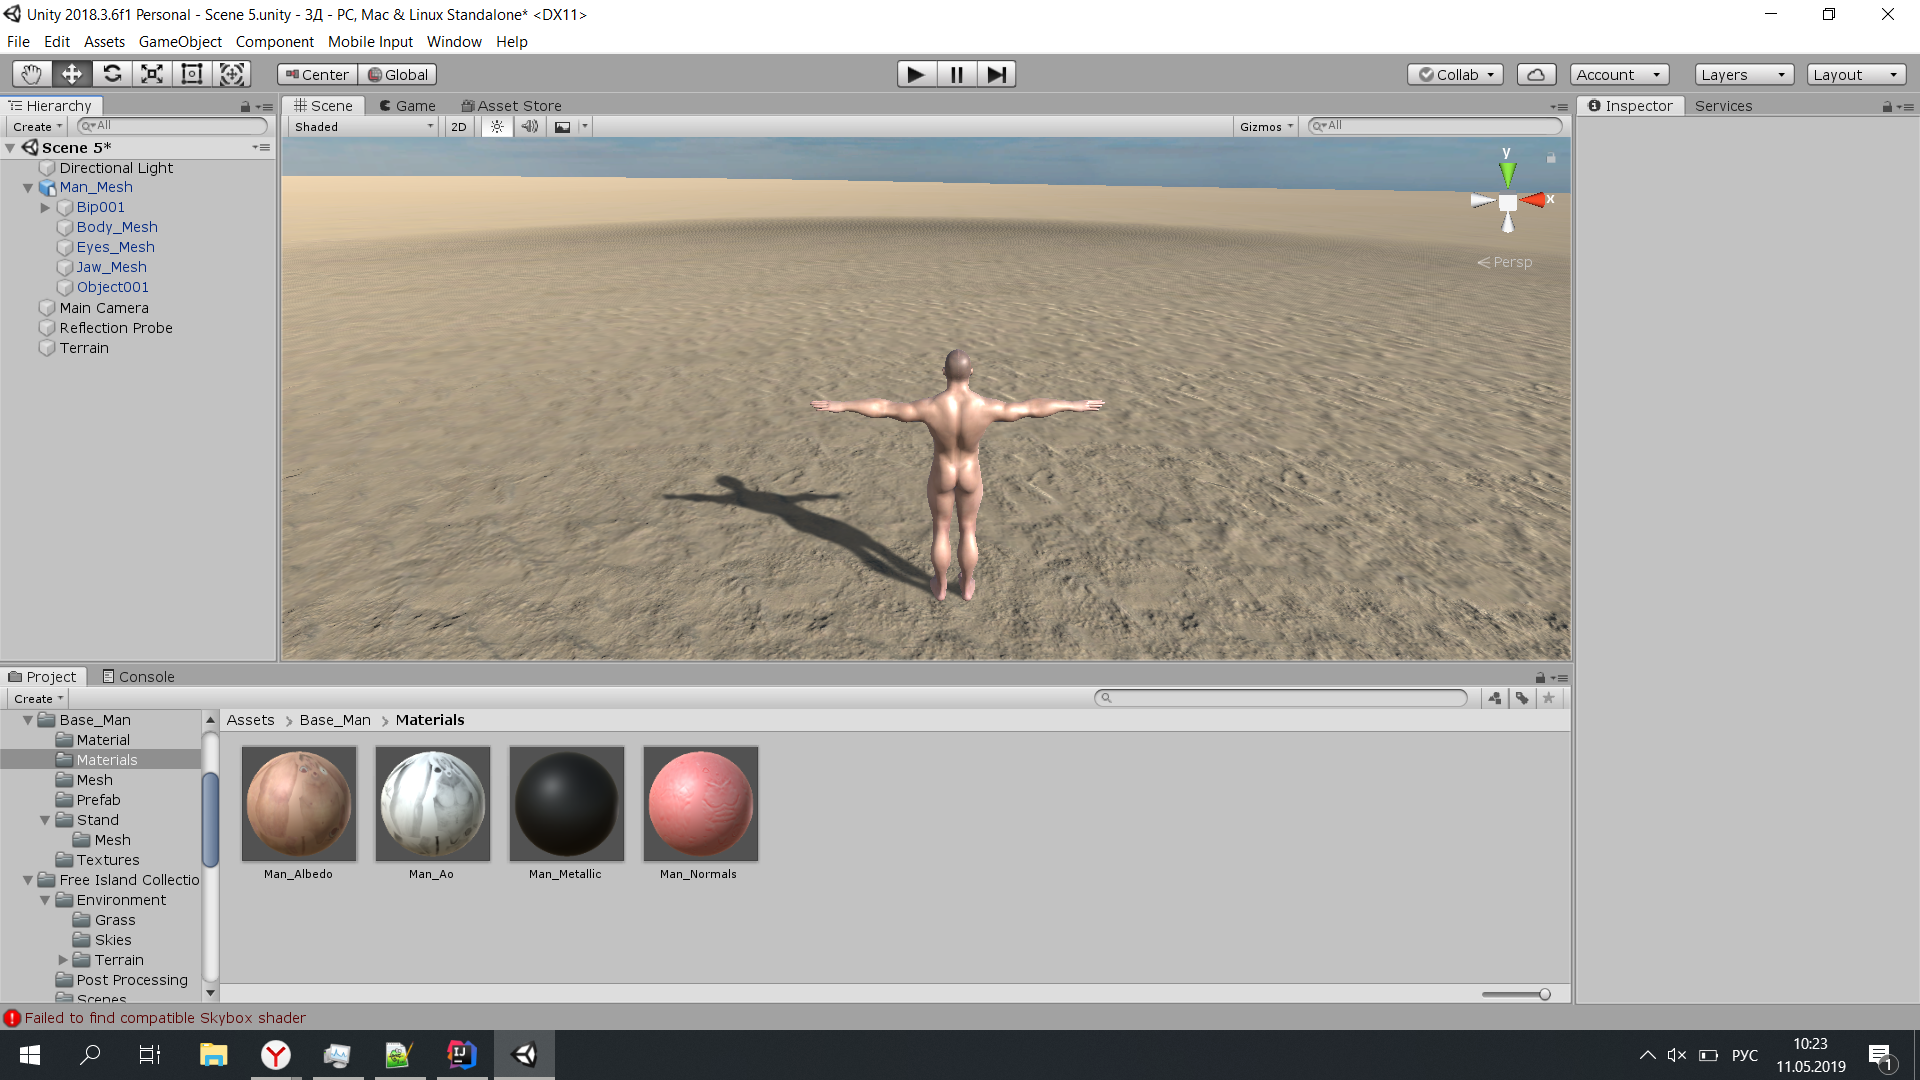 Unity 2018.3.6f1 Personal - Scene 5.unity - 3Д - PC, Mac & Linux Standalone* <DX11>
File Edit Assets GameObject Component Mobile Input Window Help
Center Global Collab Account Layers Layout
Hierarchy
Create All
Scene 5*
Directional Light
Man_Mesh
Bip001
Body_Mesh
Eyes_Mesh
Jaw_Mesh
Object001
Main Camera
Reflection Probe
Terrain
Scene Game Asset Store
Shaded 2D Gizmos All
y
x
Persp
Inspector Services
Project Console
Create
Base_Man
Material
Materials
Mesh
Prefab
Stand
Mesh
Textures
Free Island Collectio
Environment
Grass
Skies
Terrain
Post Processing
Scenes
Assets Base_Man Materials
Man_Albedo Man_Ao Man_Metallic Man_Normals
Failed to find compatible Skybox shader
РУС
10:23
11.05.2019
1